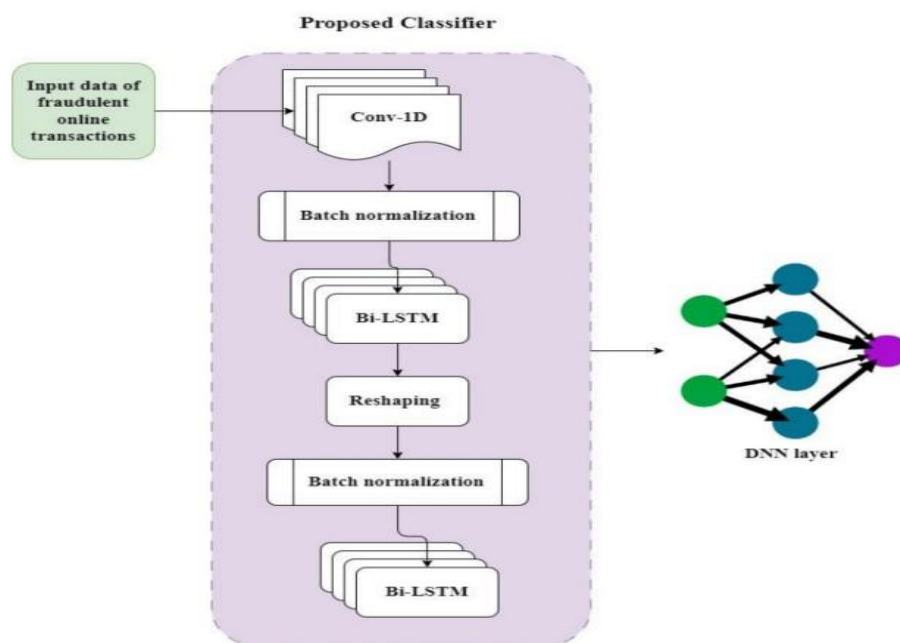 Proposed Classifier
Input data of
fraudulent
online
transactions
Conv-1D
Batch normalization
Bi-LSTM
Reshaping
Batch normalization
Bi-LSTM
DNN layer